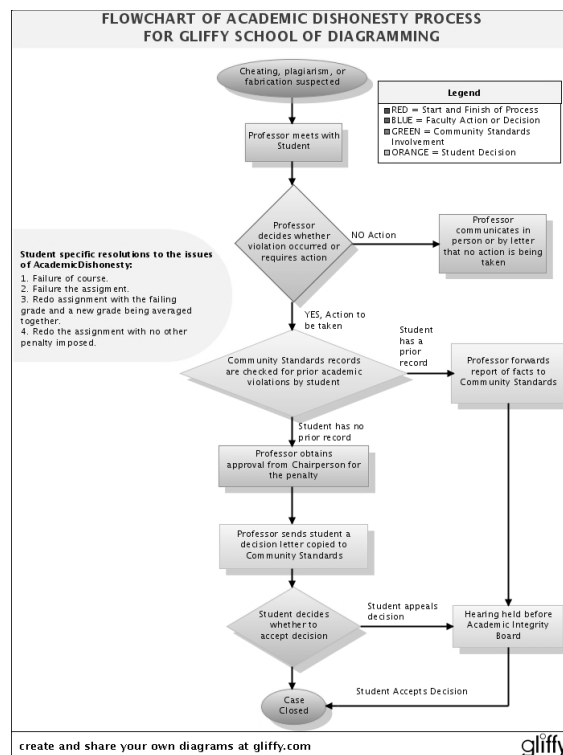 FLOWCHART OF ACADEMIC DISHONESTY PROCESS
FOR GLIFFY SCHOOL OF DIAGRAMMING
Cheating, plagiarism, or
fabrication suspected
Legend
RED = Start and Finish of Process
BLUE = Faculty Action or Decision
GREEN = Community Standards
Involvement
ORANGE = Student Decision
Professor meets with
Student
Professor
decides whether
violation occurred or
requires action
NO Action
Professor
communicates in
person or by letter
that no action is being
taken
Student specific resolutions to the issues
of AcademicDishonesty:
1. Failure of course.
2. Failure the assigment.
3. Redo assignment with the failing
grade and a new grade being averaged
together.
4. Redo the assignment with no other
penalty imposed.
YES, Action to
be taken
Student
has a
prior
record
Community Standards records
are checked for prior academic
violations by student
Professor forwards
report of facts to
Community Standards
Student has no
prior record
Professor obtains
approval from Chairperson for
the penalty
Professor sends student a
decision letter copied to
Community Standards
Student decides
whether to
accept decision
Student appeals
decision
Hearing held before
Academic Integrity
Board
Student Accepts Decision
Case
Closed
create and share your own diagrams at gliffy.com
gliffy